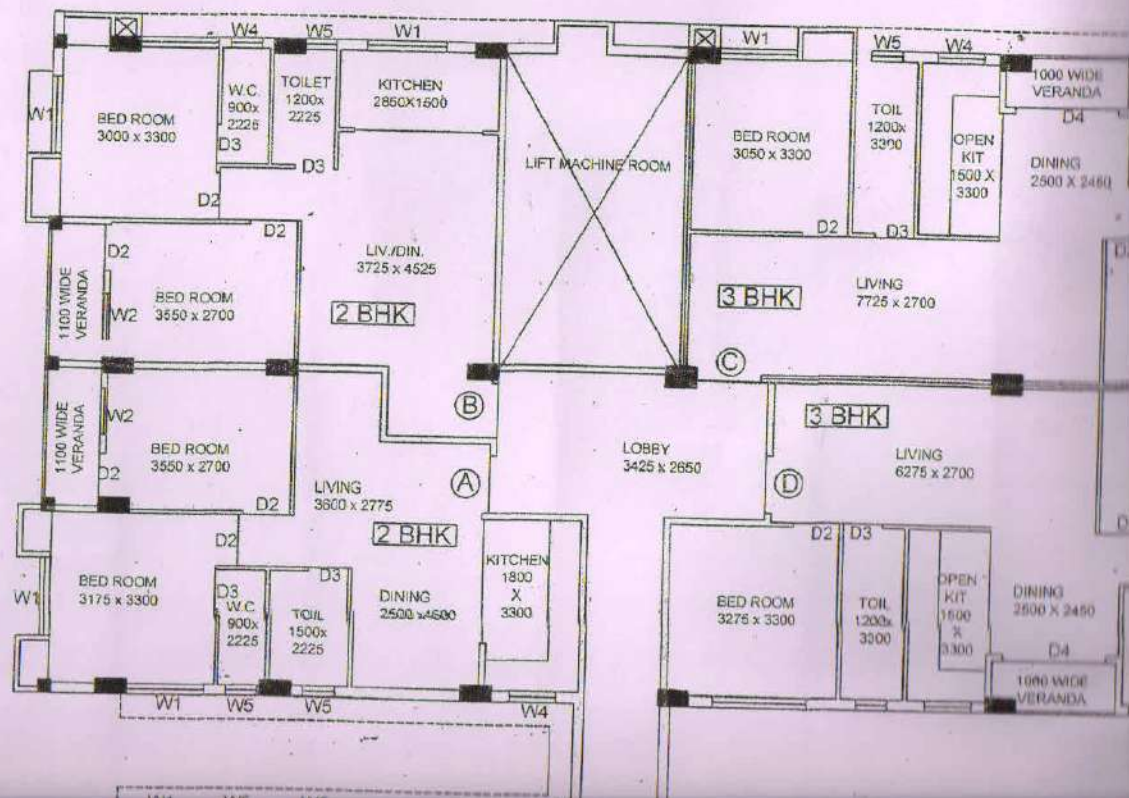 W4
W5
W1
W1
W5
W4
W1
BED ROOM
3000 x 3300
W.C.
900x
2225
D3
TOILET
1200x
2225
D3
KITCHEN
2850X1500
D2
LIFT MACHINE ROOM
BED ROOM
3050 x 3300
D2
TOIL
1200x
3300
D3
OPEN
KIT
1500 X
3300
1000 WIDE
VERANDA
D4
DINING
2500 X 2450
1100 WIDE
VERANDA
D2
W2
D2
BED ROOM
3550 x 2700
LIV./DIN.
3725 x 4525
2 BHK
B
3 BHK
LIVING
7725 x 2700
C
1100 WIDE
VERANDA
W2
D2
BED ROOM
3550 x 2700
D2
LIVING
3600 x 2775
A
2 BHK
LOBBY
3425 x 2650
3 BHK
LIVING
6275 x 2700
D
W1
BED ROOM
3175 x 3300
D2
D3
W.C
900x
2225
D3
TOIL
1500x
2225
DINING
2500 x4600
KITCHEN
1800
X
3300
BED ROOM
3275 x 3300
D2
D3
TOIL
1200x
3300
OPEN
KIT
1500
X
3300
DINING
2500 X 2450
D4
1000 WIDE
VERANDA
W1
W5
W5
W4